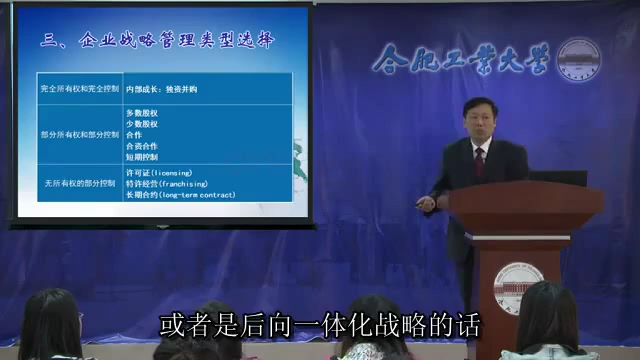 三、企业战略管理类型选择
完全所有权和完全控制
内部成长：独资并购
部分所有权和部分控制
多数股权
少数股权
合作
合资合作
短期控制
无所有权的部分控制
许可证(licensing)
特许经营(franchising)
长期合约(long-term contract)
合肥工业大学
或者是后向一体化战略的话